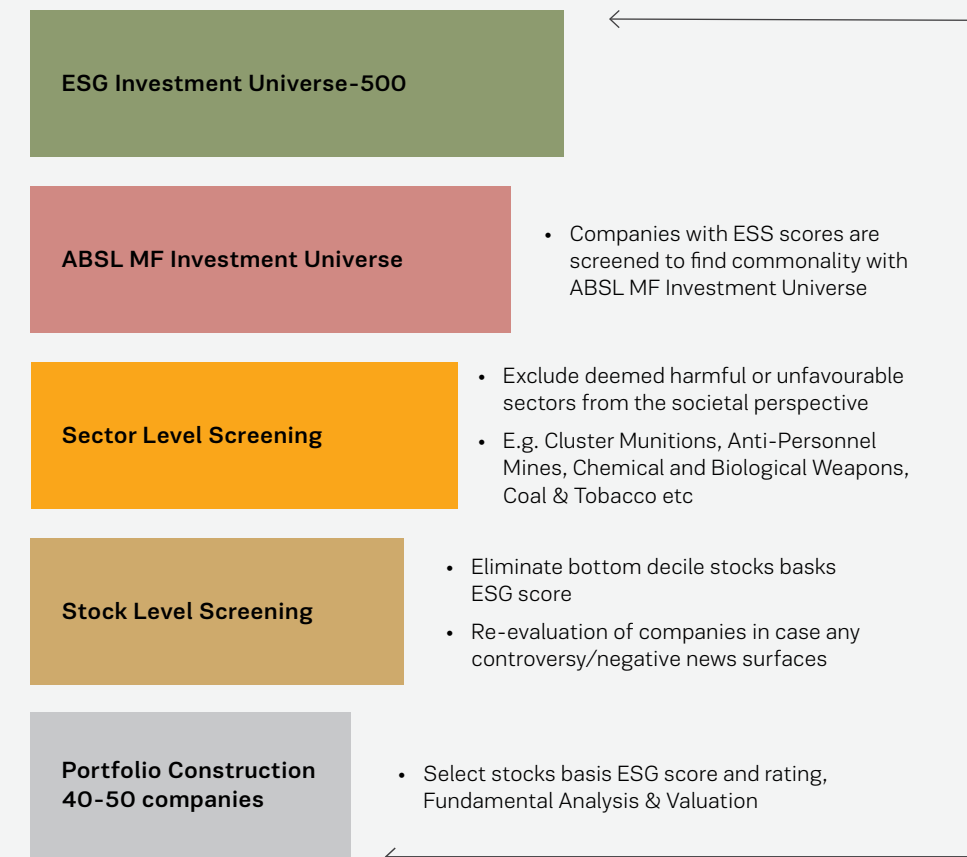 ESG Investment Universe-500
ABSL MF Investment Universe
• Companies with ESS scores are
screened to find commonality with
ABSL MF Investment Universe
Sector Level Screening
• Exclude deemed harmful or unfavourable
sectors from the societal perspective
• E.g. Cluster Munitions, Anti-Personnel
Mines, Chemical and Biological Weapons,
Coal & Tobacco etc
Stock Level Screening
• Eliminate bottom decile stocks basks
ESG score
• Re-evaluation of companies in case any
controversy/negative news surfaces
Portfolio Construction
40-50 companies
• Select stocks basis ESG score and rating,
Fundamental Analysis & Valuation